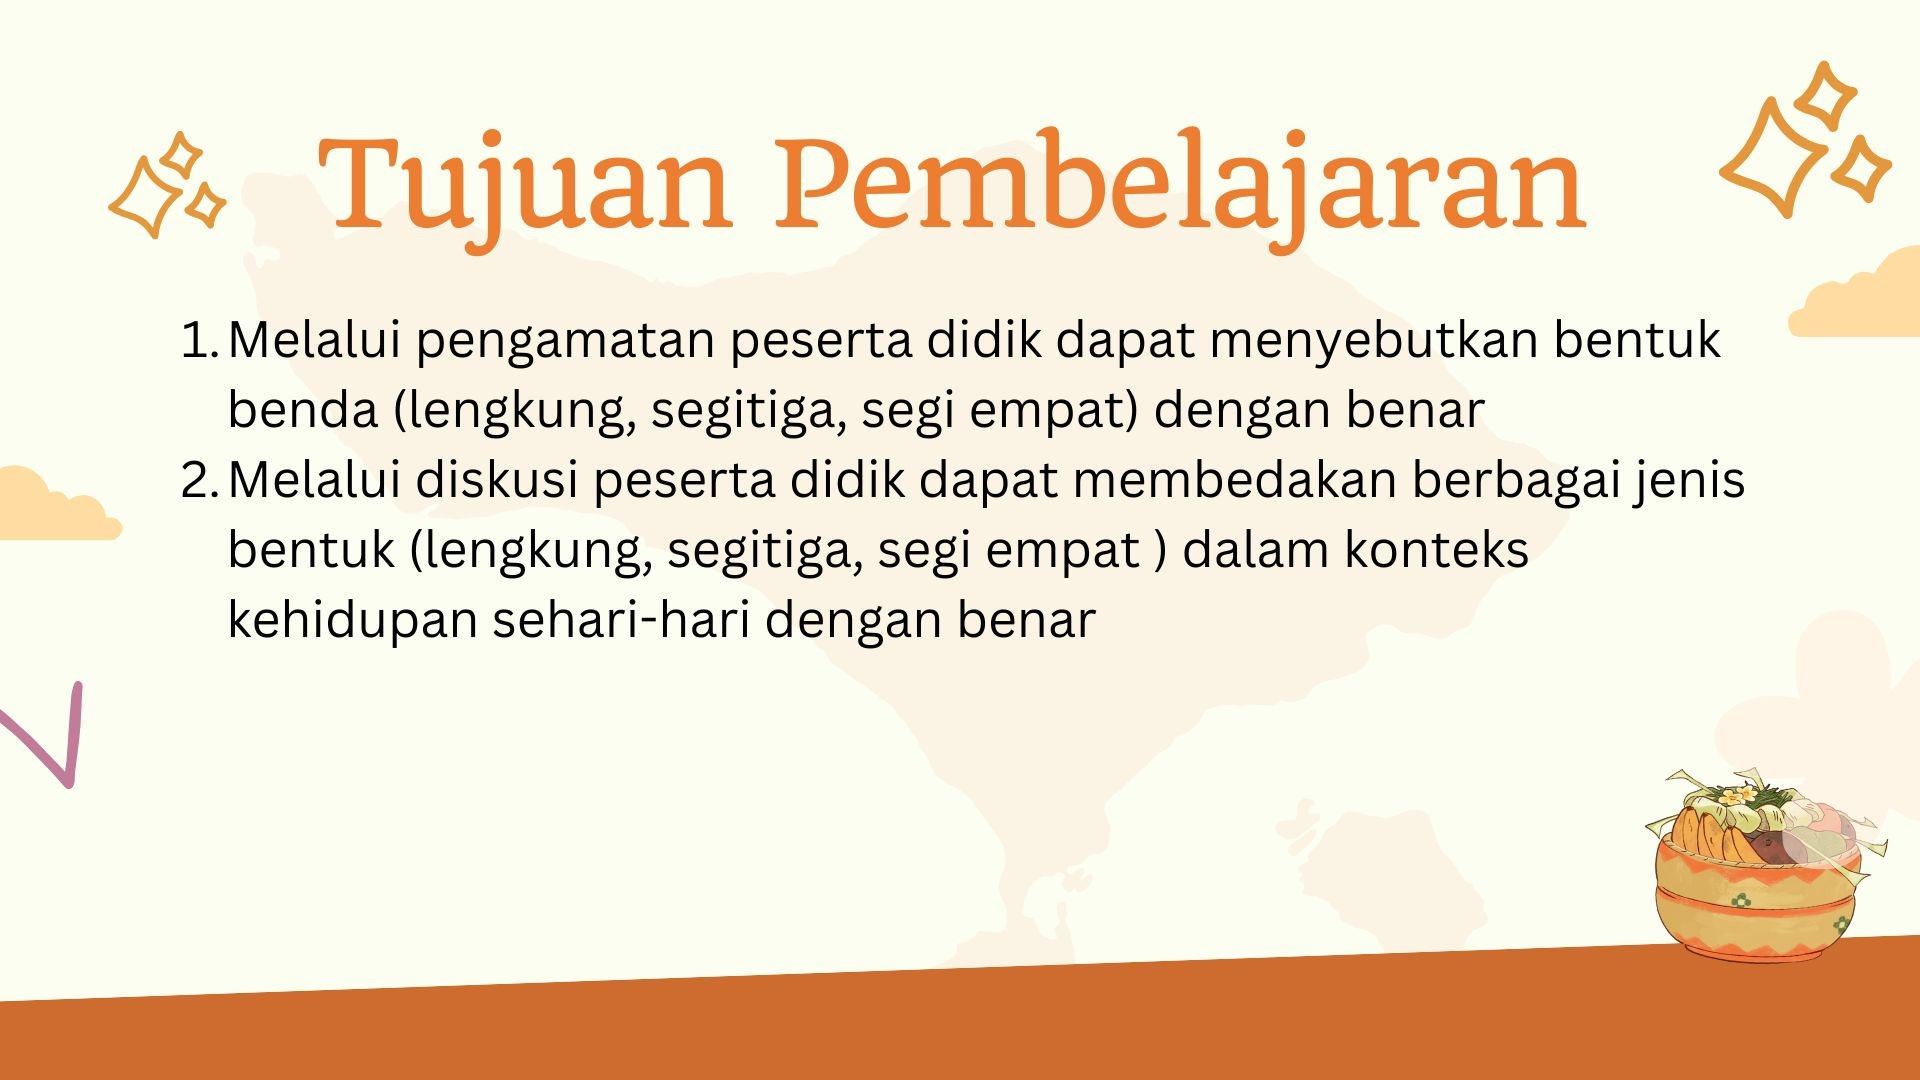 Tujuan Pembelajaran
1. Melalui pengamatan peserta didik dapat menyebutkan bentuk
benda (lengkung, segitiga, segi empat) dengan benar
2. Melalui diskusi peserta didik dapat membedakan berbagai jenis
bentuk (lengkung, segitiga, segi empat ) dalam konteks
kehidupan sehari-hari dengan benar